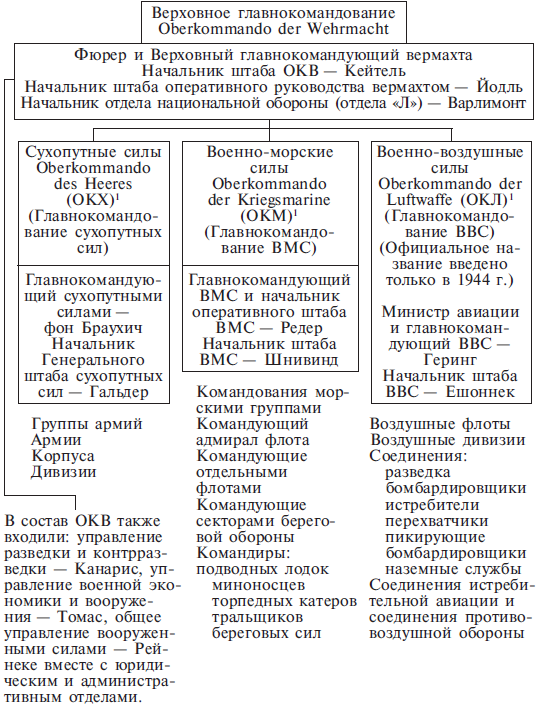 Верховное главнокомандование
Oberkommando der Wehrmacht
Фюрер и Верховный главнокомандующий вермахта
Начальник штаба ОКВ — Кейтель
Начальник штаба оперативного руководства вермахтом — Йодль
Начальник отдела национальной обороны (отдела «Л») — Варлимонт
Сухопутные силы
Oberkommando
des Heeres
(ОКХ)¹
(Главнокомандо-
вание сухопутных
сил)
Главнокомандую-
щий сухопутными
силами —
фон Браухич
Начальник
Генерального
штаба сухопутных
сил — Гальдер
Группы армий
Армии
Корпуса
Дивизии
В состав ОКВ также
входили: управление
разведки и контрраз-
ведки — Канарис, уп-
равление военной эко-
номики и вооруже-
ния — Томас, общее
управление вооружен-
ными силами — Рей-
неке вместе с юриди-
ческим и администра-
тивным отделами.
Военно-морские
силы
Oberkommando
der Kriegsmarine
(ОКМ)¹
(Главнокомандо-
вание ВМС)
Главнокомандующий
ВМС и начальник
оперативного штаба
ВМС — Редер
Начальник штаба
ВМС — Шнивинд
Командования мор-
скими группами
Командующий
адмирал флота
Командующие
отдельными
флотами
Командующие
секторами берего-
вой обороны
Командиры:
подводных лодок
миноносцев
торпедных катеров
тральщиков
береговых сил
Военно-воздушные
силы
Oberkommando der
Luftwaffe (ОКЛ)¹
(Главнокомандо-
вание ВВС)
(Официальное на-
звание введено
только в 1944 г.)
Министр авиации
и главнокоман-
дующий ВВС —
Геринг
Начальник штаба
ВВС — Ешоннек
Воздушные флоты
Воздушные дивизии
Соединения:
разведка
бомбардировщики
истребители
перехватчики
пикирующие
бомбардировщики
наземные службы
Соединения истреби-
тельной авиации и
соединения противо-
воздушной обороны